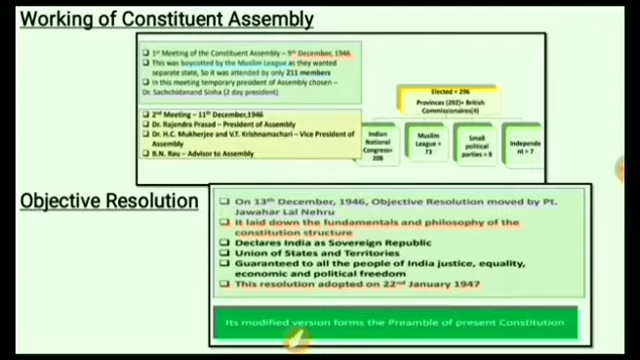 Working of Constituent Assembly
1st Meeting of the Constituent Assembly – 9th December, 1946
This was boycotted by the Muslim League as they wanted
separate state, So it was attended by only 211 members
In this meeting temporary president of Assembly chosen –
Dr. Sachchidanand Sinha (2 day president)
2nd Meeting – 11th December,1946
Dr. Rajendra Prasad – President of Assembly
Dr. H.C. Mukherjee and V.T. Krishnamachari – Vice President of
Assembly
B.N. Rau – Advisor to Assembly
Elected = 296
Provinces (292)+ British
Commissionaires(4)
Indian
National
Congress=
208
Muslim
League =
73
Small
political
parties = 8
Independe
nt = 7
Objective Resolution
On 13th December, 1946, Objective Resolution moved by Pt.
Jawahar Lal Nehru
It laid down the fundamentals and philosophy of the
constitution structure
Declares India as Sovereign Republic
Union of States and Territories
Guaranteed to all the people of India justice, equality,
economic and political freedom
This resolution adopted on 22nd January 1947
Its modified version forms the Preamble of present Constitution